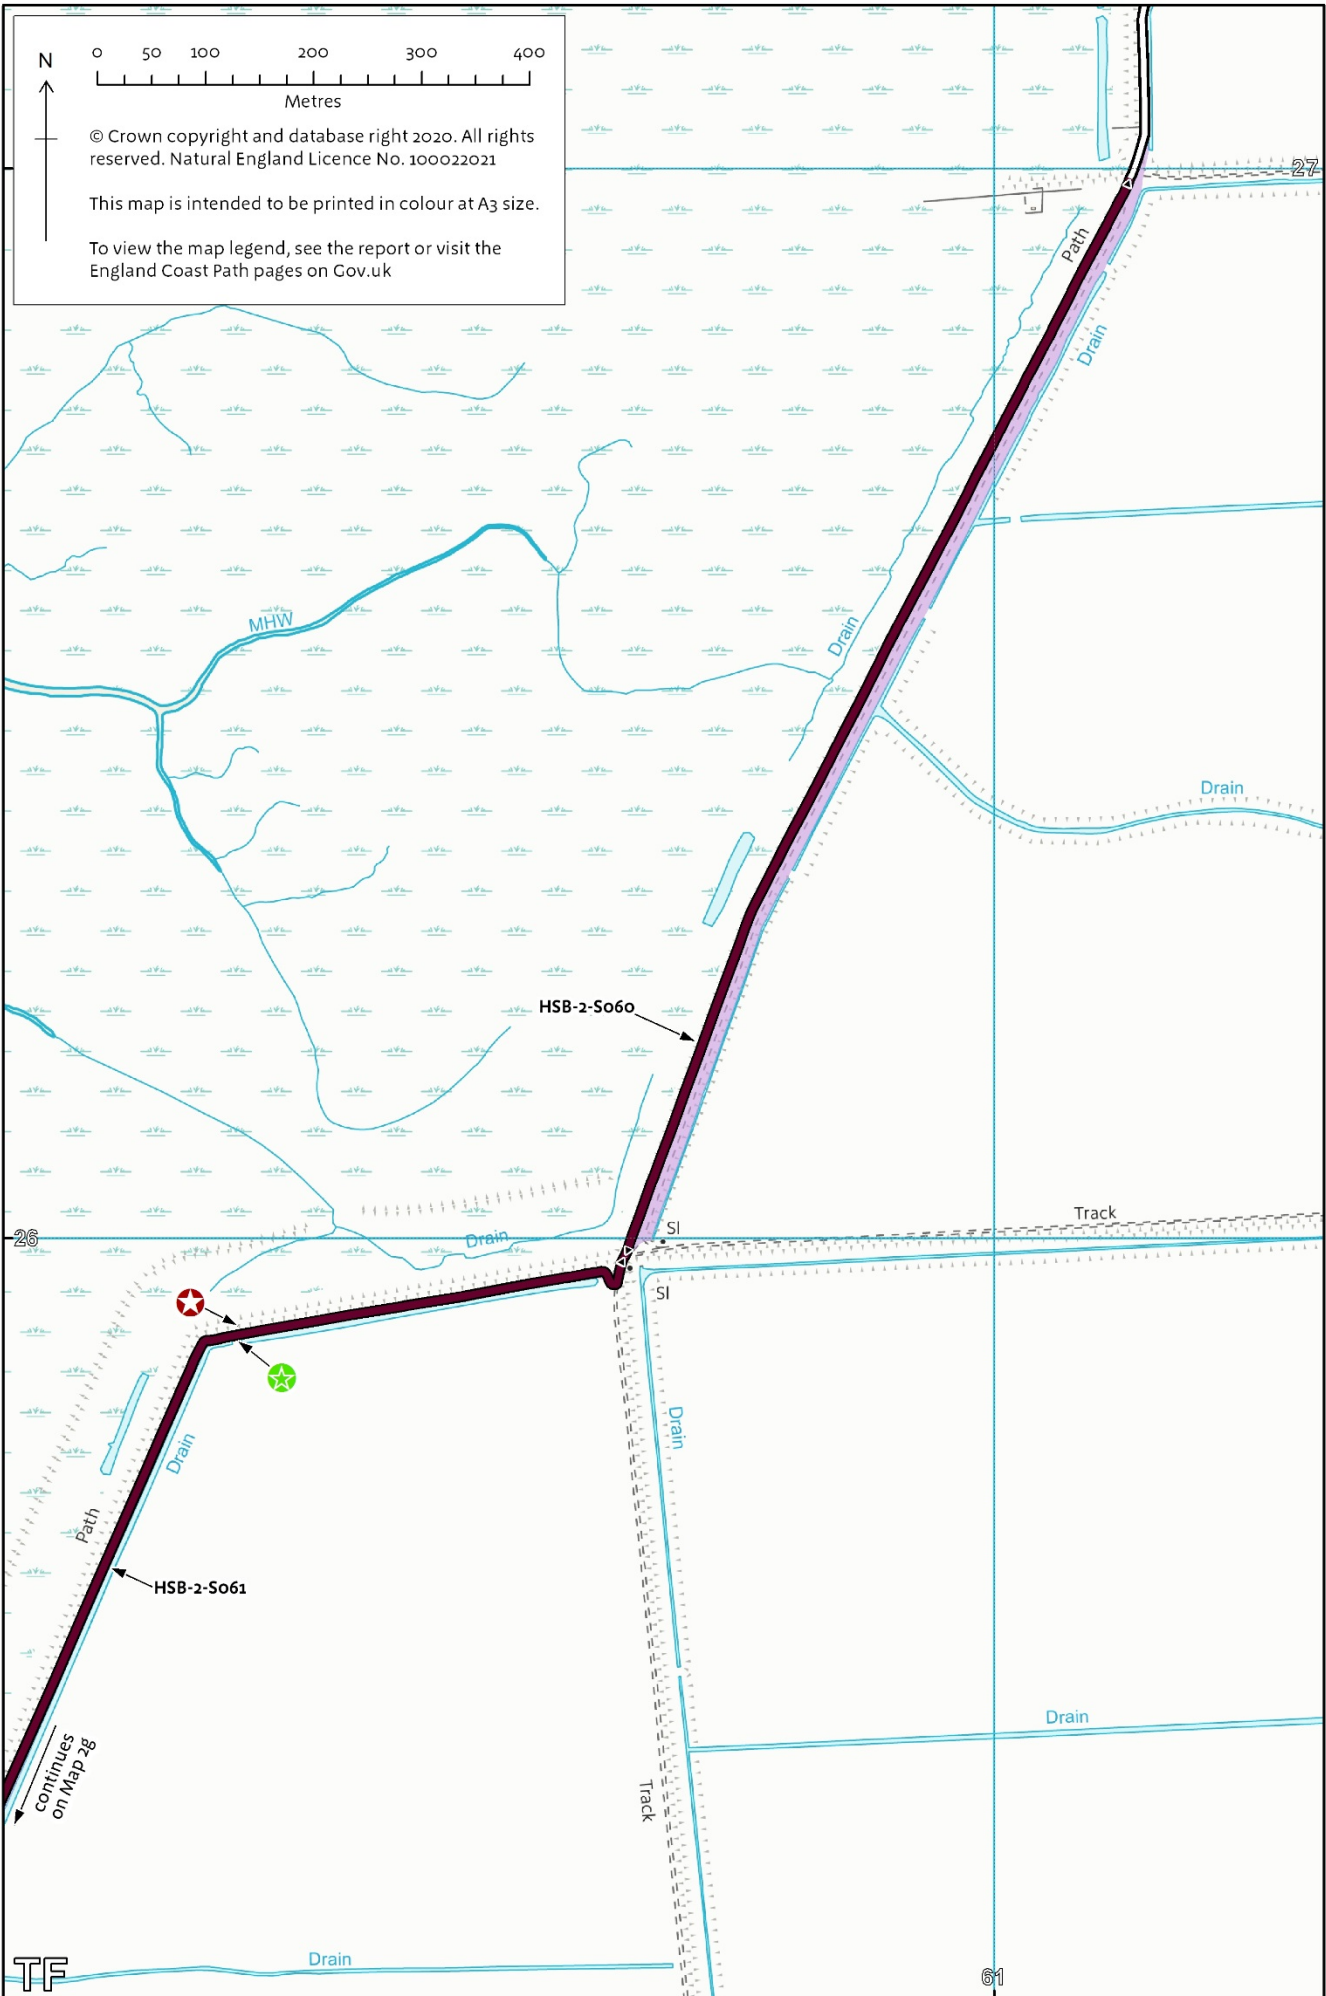 N
0 50 100 200 300 400
Metres
© Crown copyright and database right 2020. All rights
reserved. Natural England Licence No. 100022021
This map is intended to be printed in colour at A3 size.
To view the map legend, see the report or visit the
England Coast Path pages on Gov.uk
27
Path
Drain
MHW
Drain
Drain
HSB-2-S060
Track
Sl
26
Drain
Sl
Drain
Drain
Path
HSB-2-S061
Drain
continues
on Map 2g
Track
Drain
TF
61